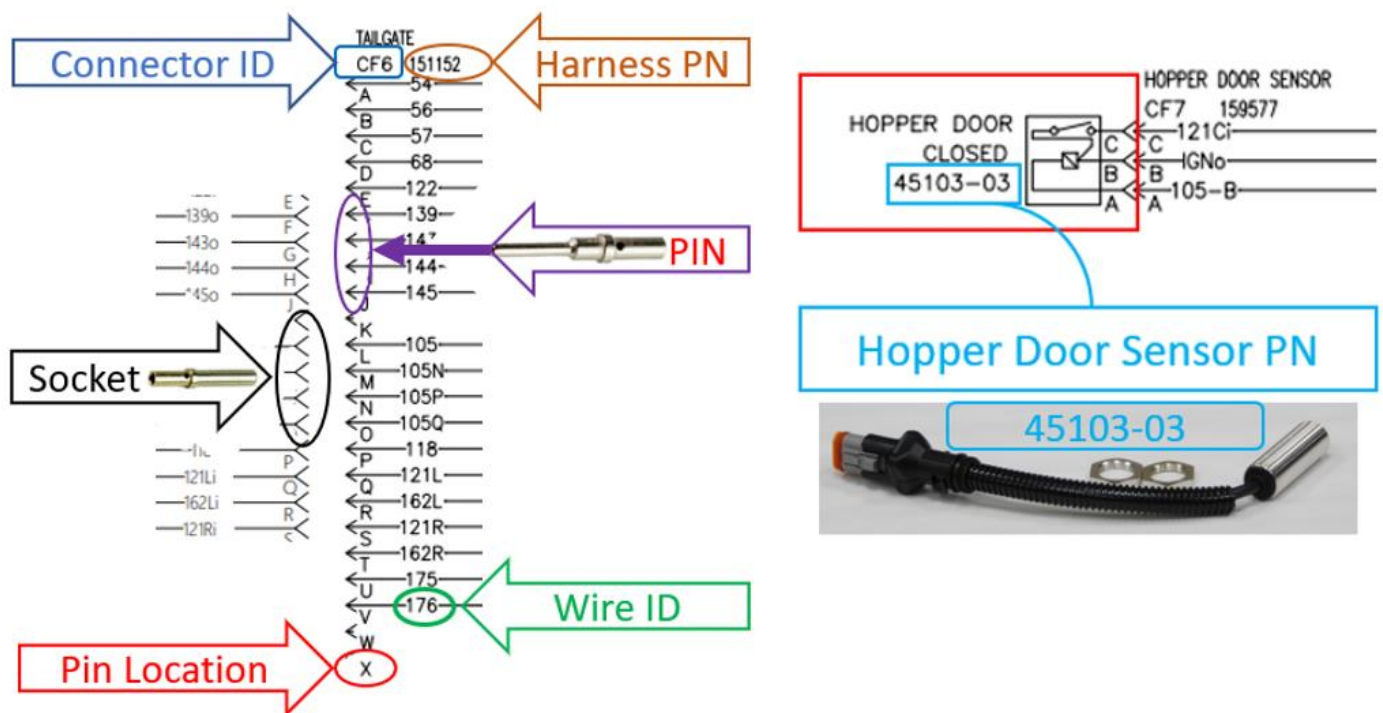 TAILGATE
Connector ID
CF6 151152
Harness PN
54
A
56
B
57
C
68
D
122
E
139
144
145
J
K
105
L
105N
M
105P
N
105Q
O
118
P
121L
Q
162L
R
121R
S
162R
T
175
U
176
V
W
X
PIN
Socket
Wire ID
Pin Location
E
139o
F
143o
G
144o
H
145o
J
P
121Li
Q
162Li
R
121Ri
HOPPER DOOR SENSOR
CF7 159577
HOPPER DOOR
CLOSED
45103-03
121Ci
C C
IGNo
B B
105-B
A A
Hopper Door Sensor PN
45103-03